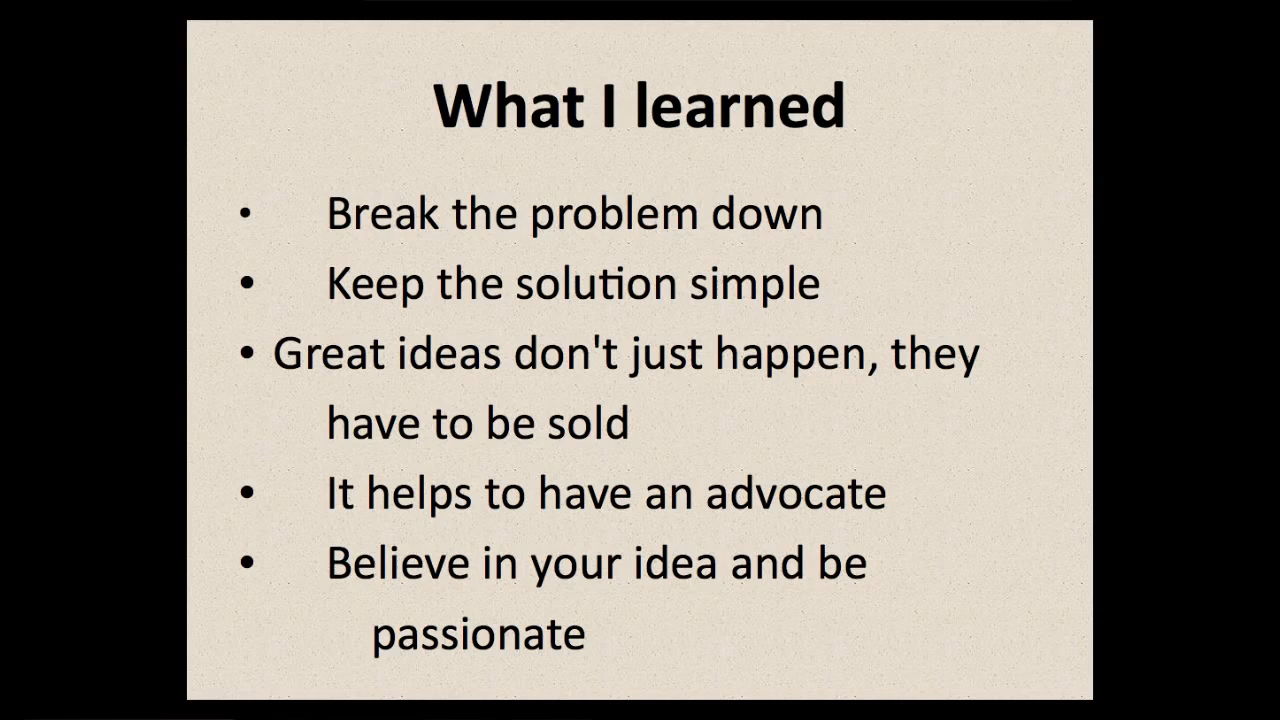 What I learned
• Break the problem down
• Keep the solution simple
• Great ideas don't just happen, they
have to be sold
• It helps to have an advocate
• Believe in your idea and be
passionate